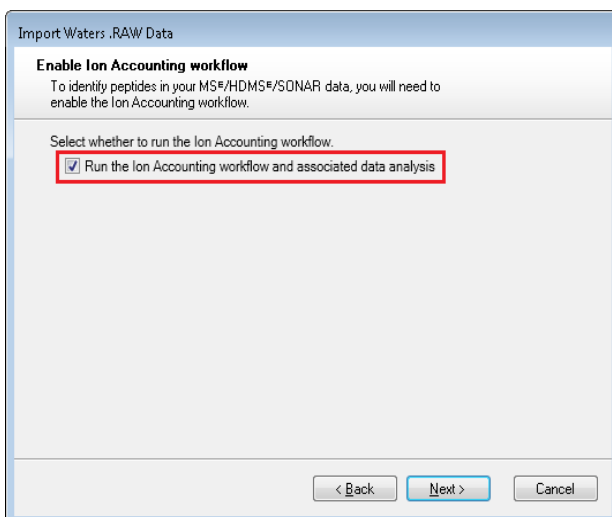 Import Waters .RAW Data
Enable Ion Accounting workflow
To identify peptides in your MSᴱ/HDMSᴱ/SONAR data, you will need to
enable the Ion Accounting workflow.
Select whether to run the Ion Accounting workflow.
Run the Ion Accounting workflow and associated data analysis
< Back Next > Cancel